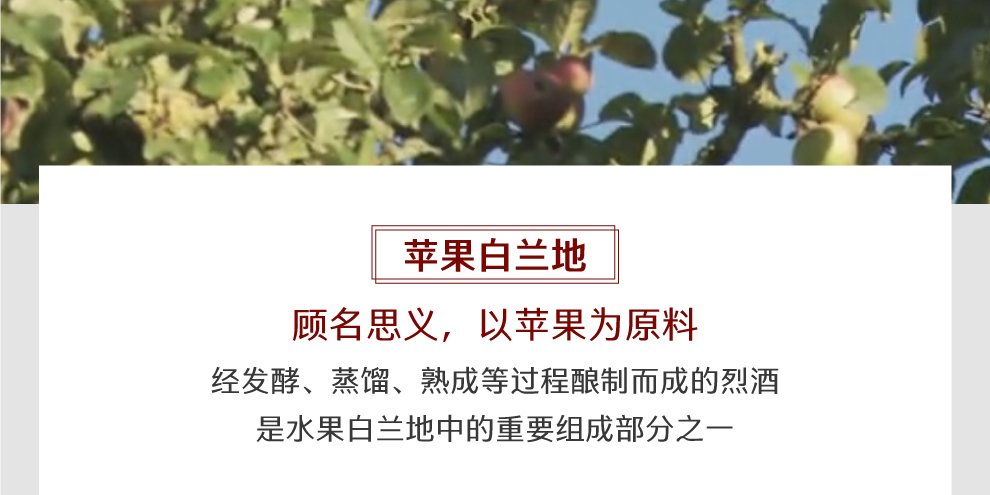 苹果白兰地
顾名思义，以苹果为原料
经发酵、蒸馏、熟成等过程酿制而成的烈酒
是水果白兰地中的重要组成部分之一